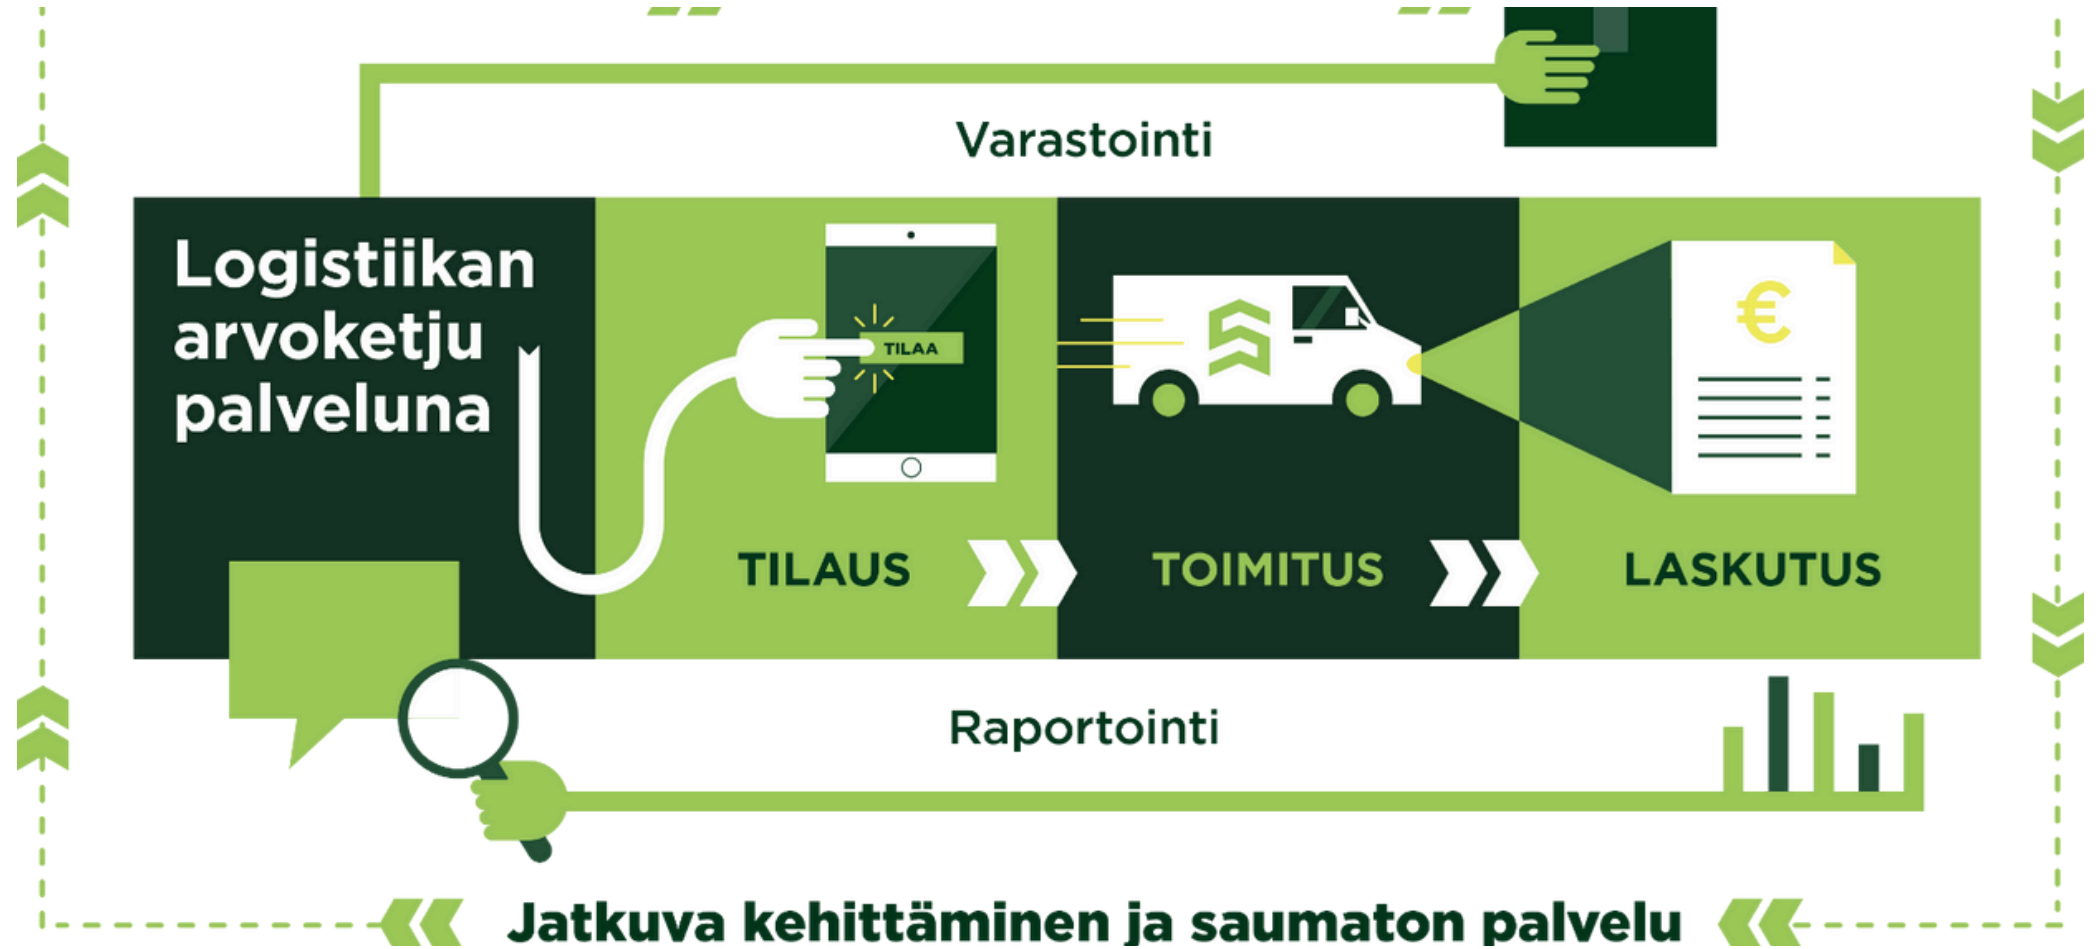 Varastointi
Logistiikan
arvoketju
palveluna
TILAA
€
TILAUS
TOIMITUS
LASKUTUS
Raportointi
Jatkuva kehittäminen ja saumaton palvelu